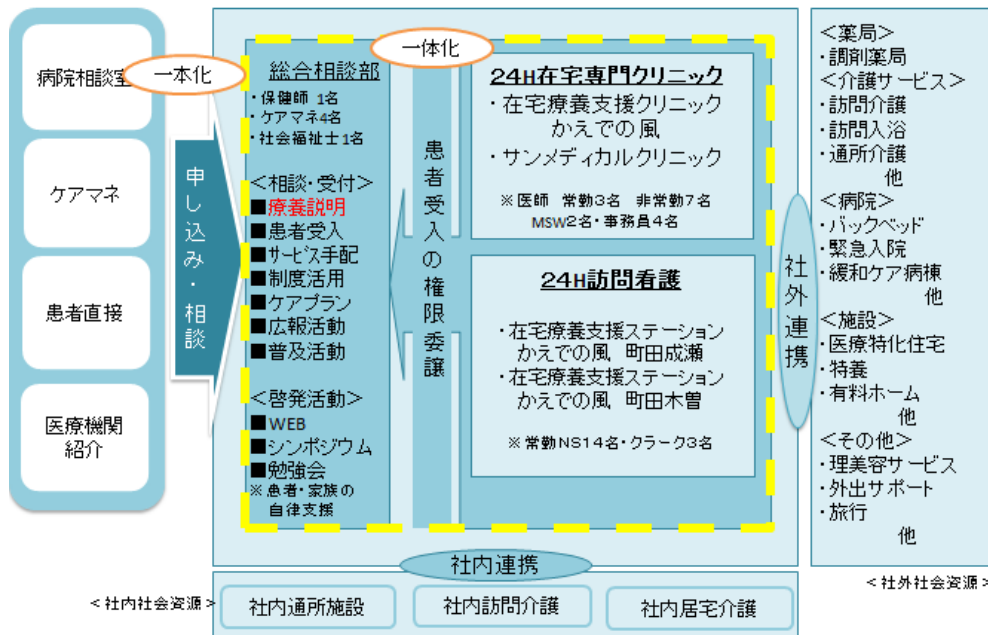 病院相談室
ケアマネ
患者直接
医療機関
紹介
一本化
申し込み・相談
総合相談部
・保健師 1名
・ケアマネ4名
・社会福祉士1名
<相談・受付>
■療養説明
■患者受入
■サービス手配
■制度活用
■ケアプラン
■広報活動
■普及活動
<啓発活動>
■WEB
■シンポジウム
■勉強会
※患者・家族の
自律支援
一体化
患者受入の権限委譲
24H在宅専門クリニック
・在宅療養支援クリニック
かえでの風
・サンメディカルクリニック
※医師 常勤3名 非常勤7名
MSW2名・事務員4名
24H訪問看護
・在宅療養支援ステーション
かえでの風 町田成瀬
・在宅療養支援ステーション
かえでの風 町田木曽
※常勤NS14名・クラーク3名
社外連携
<薬局>
・調剤薬局
<介護サービス>
・訪問介護
・訪問入浴
・通所介護
他
<病院>
・バックベッド
・緊急入院
・緩和ケア病棟
他
<施設>
・医療特化住宅
・特養
・有料ホーム
他
<その他>
・理美容サービス
・外出サポート
・旅行
他
<社外社会資源>
社内連携
<社内社会資源>
社内通所施設
社内訪問介護
社内居宅介護